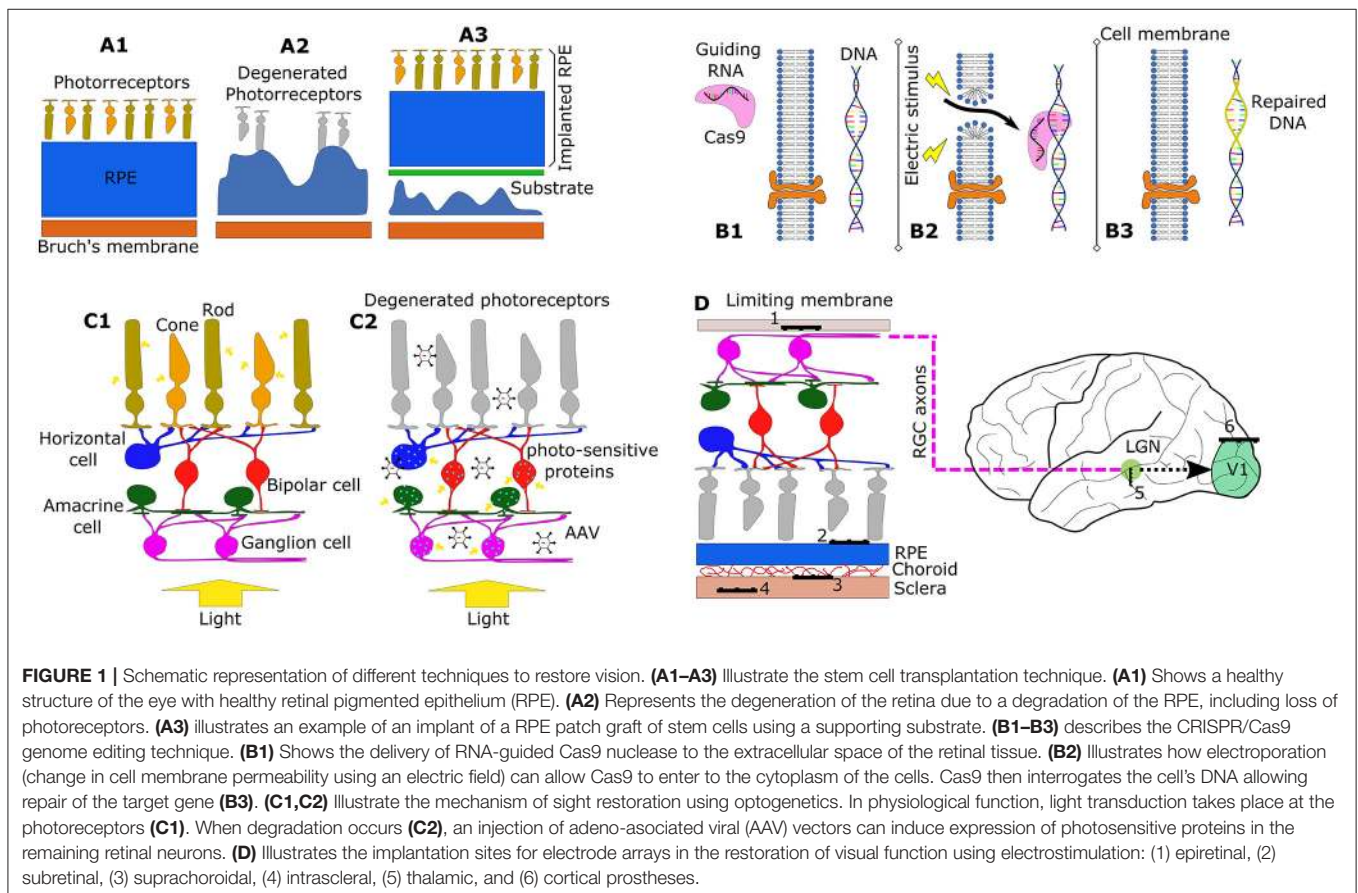 A1
Photorreceptors
RPE
Bruch's membrane
A2
Degenerated
Photorreceptors
A3
Implanted RPE
Substrate
Guiding
RNA
Cas9
DNA
B1
Electric stimulus
B2
Cell membrane
Repaired
DNA
B3
C1
Rod
Cone
Horizontal
cell
Bipolar cell
Amacrine
cell
Ganglion cell
Light
Degenerated photoreceptors
C2
photo-sensitive
proteins
AAV
Light
D
Limiting membrane
1
RGC axons
2
RPE
Choroid
3
Sclera
4
LGN
5
6
V1
FIGURE 1 | Schematic representation of different techniques to restore vision. (A1–A3) Illustrate the stem cell transplantation technique. (A1) Shows a healthy
structure of the eye with healthy retinal pigmented epithelium (RPE). (A2) Represents the degeneration of the retina due to a degradation of the RPE, including loss of
photoreceptors. (A3) illustrates an example of an implant of a RPE patch graft of stem cells using a supporting substrate. (B1–B3) describes the CRISPR/Cas9
genome editing technique. (B1) Shows the delivery of RNA-guided Cas9 nuclease to the extracellular space of the retinal tissue. (B2) Illustrates how electroporation
(change in cell membrane permeability using an electric field) can allow Cas9 to enter to the cytoplasm of the cells. Cas9 then interrogates the cell's DNA allowing
repair of the target gene (B3). (C1,C2) Illustrate the mechanism of sight restoration using optogenetics. In physiological function, light transduction takes place at the
photoreceptors (C1). When degradation occurs (C2), an injection of adeno-asociated viral (AAV) vectors can induce expression of photosensitive proteins in the
remaining retinal neurons. (D) Illustrates the implantation sites for electrode arrays in the restoration of visual function using electrostimulation: (1) epiretinal, (2)
subretinal, (3) suprachoroidal, (4) intrascleral, (5) thalamic, and (6) cortical prostheses.